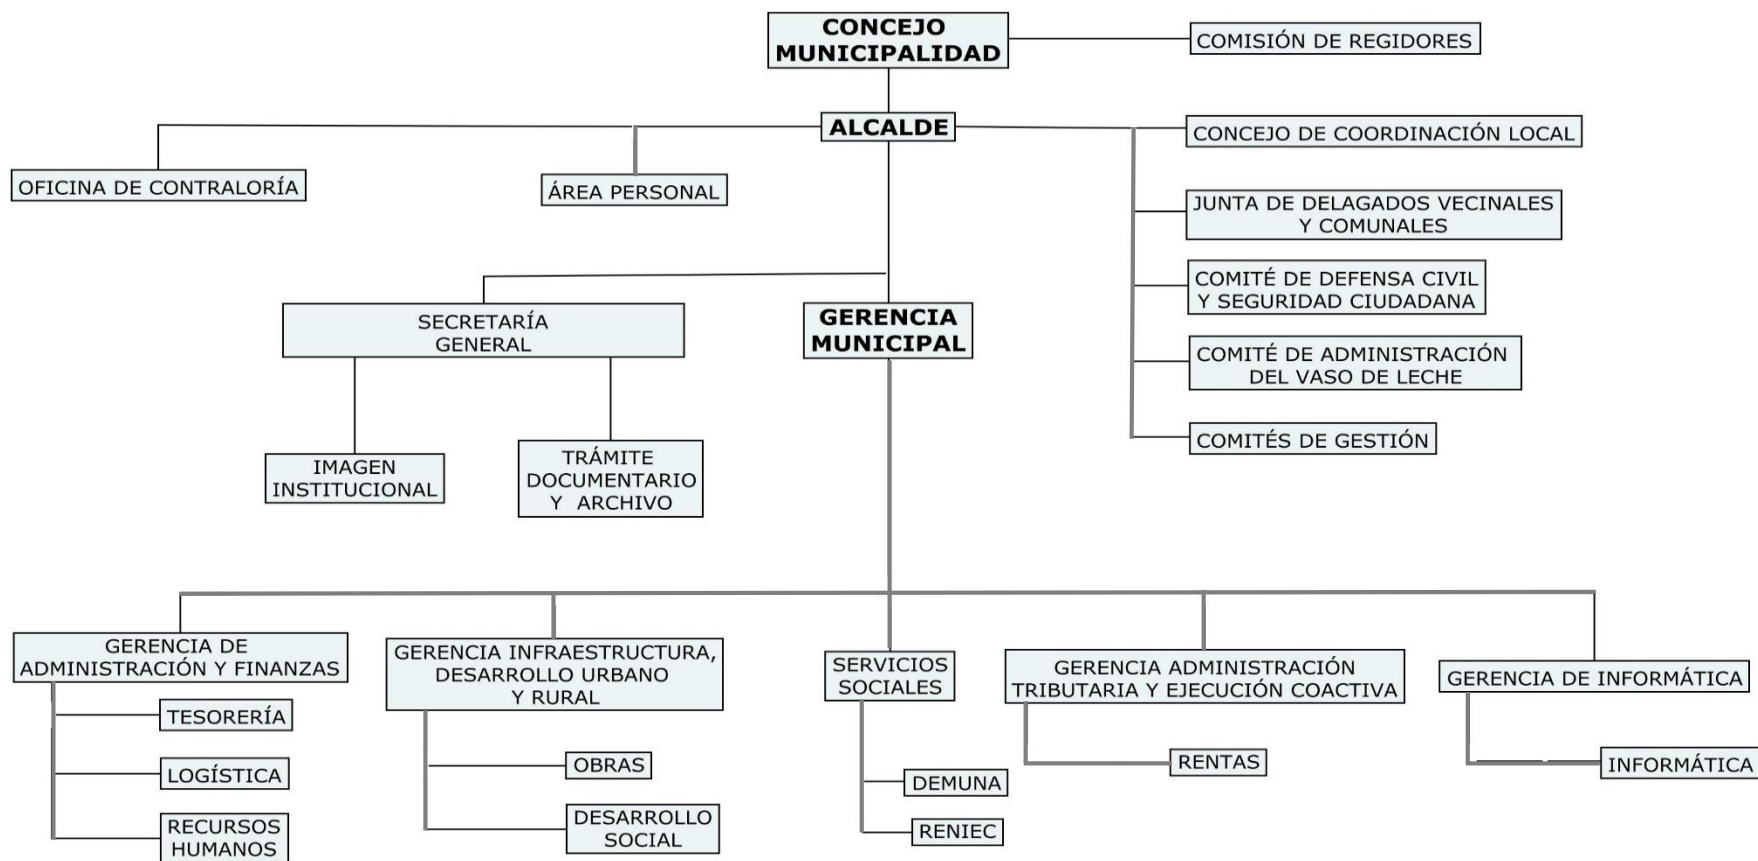 CONCEJO
MUNICIPALIDAD
COMISIÓN DE REGIDORES
ALCALDE
CONCEJO DE COORDINACIÓN LOCAL
OFICINA DE CONTRALORÍA
ÁREA PERSONAL
JUNTA DE DELAGADOS VECINALES
Y COMUNALES
COMITÉ DE DEFENSA CIVIL
Y SEGURIDAD CIUDADANA
SECRETARÍA
GENERAL
GERENCIA
MUNICIPAL
COMITÉ DE ADMINISTRACIÓN
DEL VASO DE LECHE
COMITÉS DE GESTIÓN
IMAGEN
INSTITUCIONAL
TRÁMITE
DOCUMENTARIO
Y ARCHIVO
GERENCIA DE
ADMINISTRACIÓN Y FINANZAS
TESORERÍA
LOGÍSTICA
RECURSOS
HUMANOS
GERENCIA INFRAESTRUCTURA,
DESARROLLO URBANO
Y RURAL
OBRAS
DESARROLLO
SOCIAL
SERVICIOS
SOCIALES
DEMUNA
RENIEC
GERENCIA ADMINISTRACIÓN
TRIBUTARIA Y EJECUCIÓN COACTIVA
RENTAS
GERENCIA DE INFORMÁTICA
INFORMÁTICA